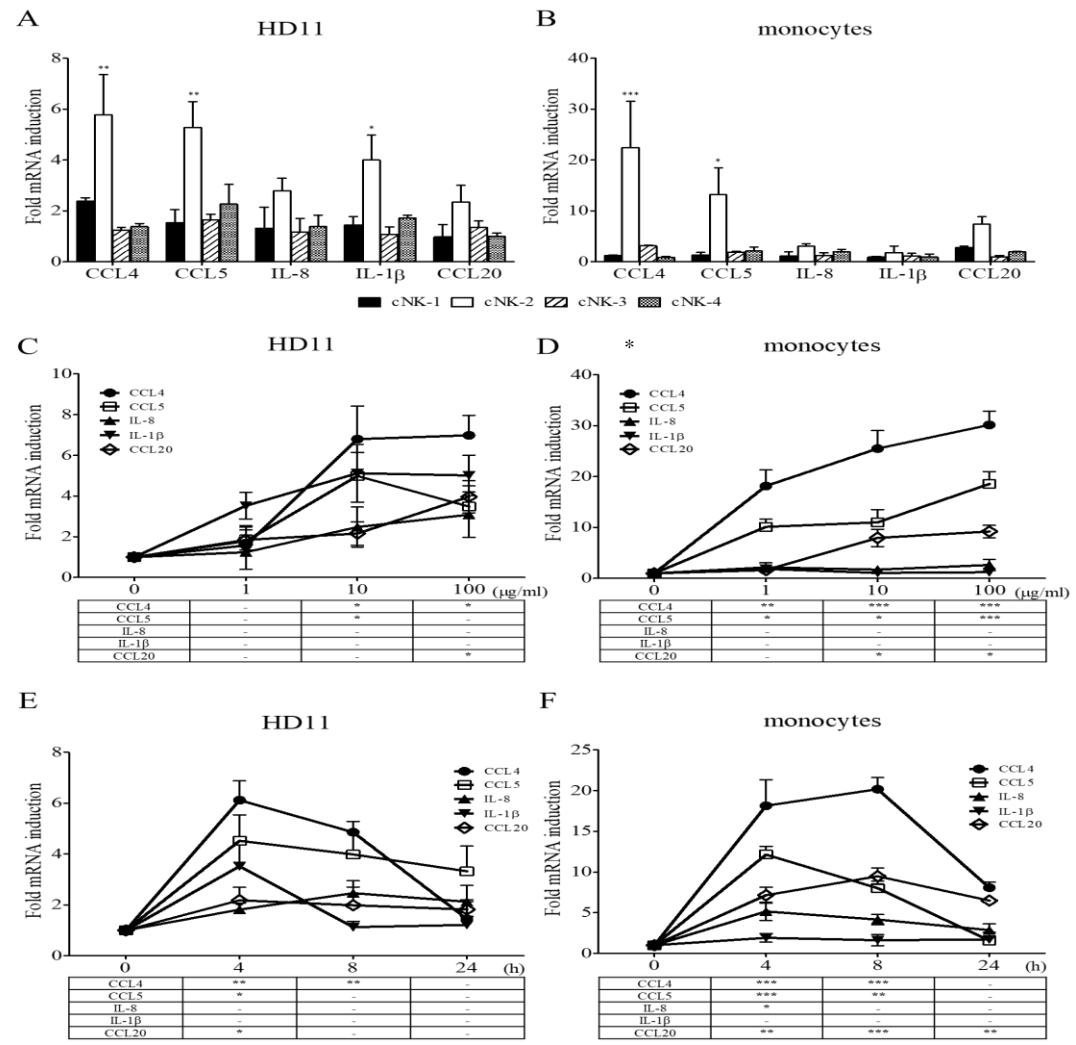 A HD11
B monocytes
Fold mRNA induction
8
6
4
2
0
** ** *
CCL4 CCL5 IL-8 IL-1β CCL20
Fold mRNA induction
40
30
20
10
0
*** *
CCL4 CCL5 IL-8 IL-1β CCL20
cNK-1 cNK-2 cNK-3 cNK-4
C HD11
Fold mRNA induction
10
8
6
4
2
0
CCL4
CCL5
IL-8
IL-1β
CCL20
0 1 10 100 (μg/ml)
CCL4 - * *
CCL5 - * -
IL-8 - - -
IL-1β - - -
CCL20 - - *
D * monocytes
Fold mRNA induction
40
30
20
10
0
CCL4
CCL5
IL-8
IL-1β
CCL20
0 1 10 100 (μg/ml)
CCL4 ** *** ***
CCL5 * * ***
IL-8 - - -
IL-1β - - -
CCL20 - * *
E HD11
Fold mRNA induction
8
6
4
2
0
CCL4
CCL5
IL-8
IL-1β
CCL20
0 4 8 24 (h)
CCL4 ** ** -
CCL5 * - -
IL-8 - - -
IL-1β - - -
CCL20 * - -
F monocytes
Fold mRNA induction
25
20
15
10
5
0
CCL4
CCL5
IL-8
IL-1β
CCL20
0 4 8 24 (h)
CCL4 *** *** -
CCL5 *** ** -
IL-8 * - -
IL-1β - - -
CCL20 ** *** **